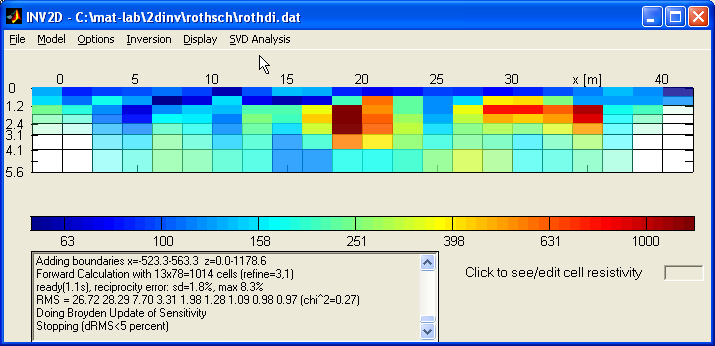 INV2D - C:\mat-lab\2dinv\rothsch\rothdi.dat
File Model Options Inversion Display SVD Analysis
0 5 10 15 20 25 30 x [m] 40
0
1.2
2.4
3.1
4.1
5.6
63 100 158 251 398 631 1000
Adding boundaries x=-523.3-563.3 z=0.0-1178.6
Forward Calculation with 13x78=1014 cells (refine=3,1)
ready(1.1s), reciprocity error: sd=1.8%, max 8.3%
RMS = 26.72 28.29 7.70 3.31 1.98 1.28 1.09 0.98 0.97 (chi^2=0.27)
Doing Broyden Update of Sensitivity
Stopping (dRMS<5 percent)
Click to see/edit cell resistivity